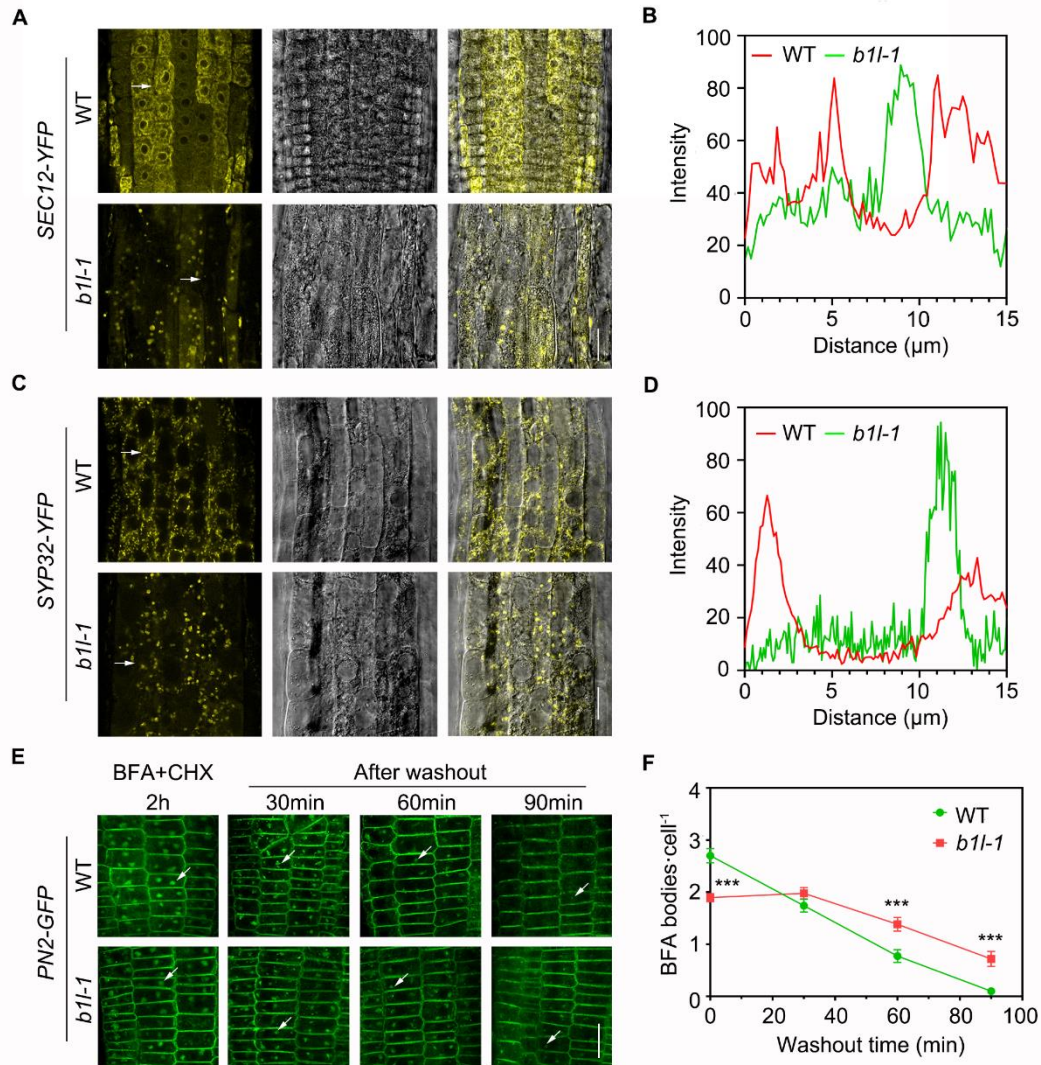 A
SEC12-YFP
WT
b1l-1
B
WT b1l-1
Intensity
100
80
60
40
20
0
0 5 10 15
Distance (µm)
C
SYP32-YFP
WT
b1l-1
D
WT b1l-1
Intensity
100
80
60
40
20
0
0 5 10 15
Distance (µm)
E
BFA+CHX After washout
2h 30min 60min 90min
PN2-GFP
WT
b1l-1
F
WT
b1l-1
BFA bodies·cell⁻¹
4
3
2
1
0
***
***
***
0 20 40 60 80 100
Washout time (min)